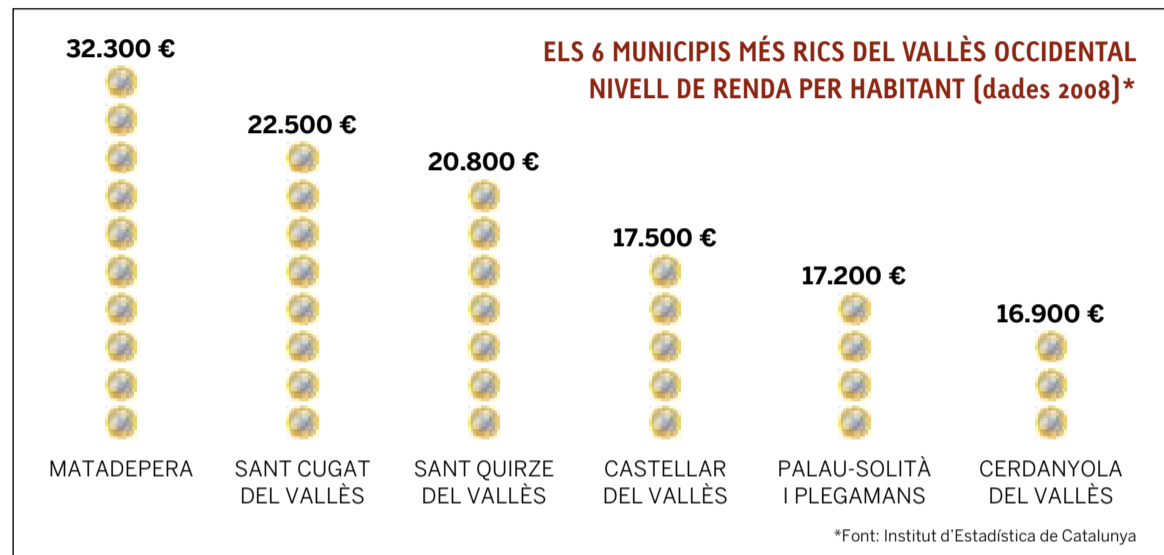 ELS 6 MUNICIPIS MÉS RICS DEL VALLÈS OCCIDENTAL
NIVELL DE RENDA PER HABITANT (dades 2008)*
32.300 €
22.500 €
20.800 €
17.500 €
17.200 €
16.900 €
MATADEPERA
SANT CUGAT
DEL VALLÈS
SANT QUIRZE
DEL VALLÈS
CASTELLAR
DEL VALLÈS
PALAU-SOLITÀ
I PLEGAMANS
CERDANYOLA
DEL VALLÈS
*Font: Institut d'Estadística de Catalunya